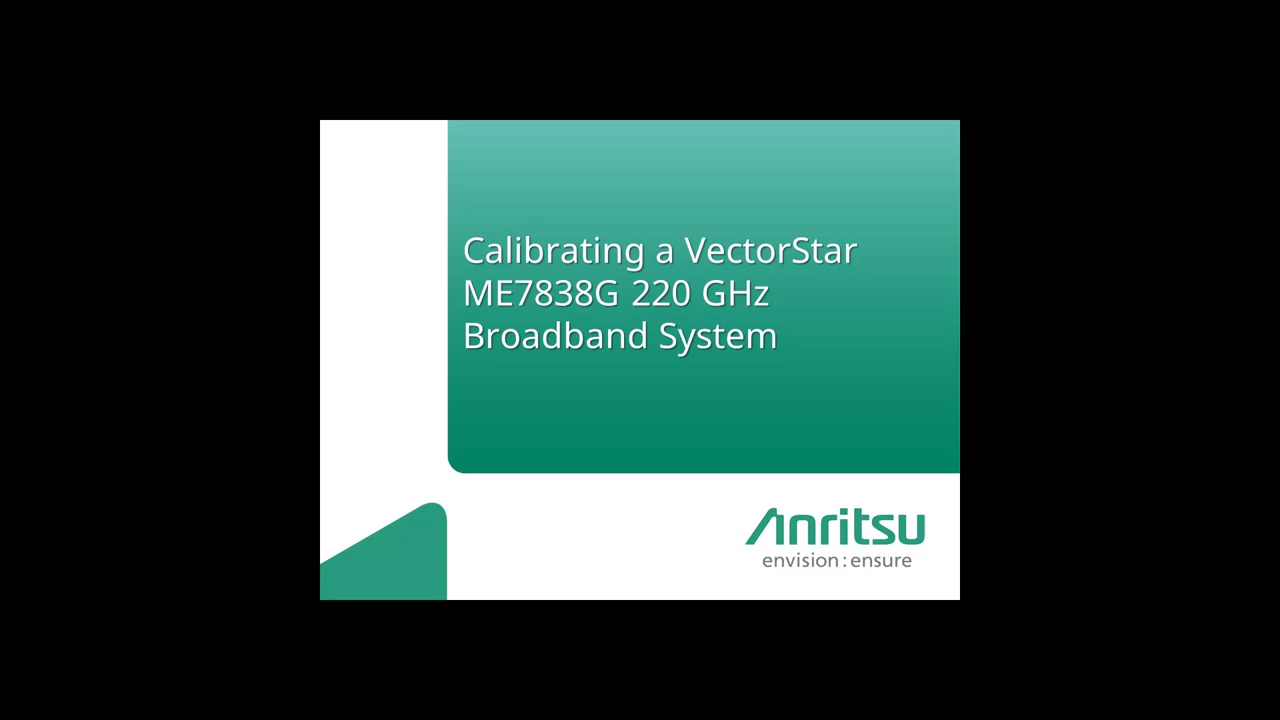 Calibrating a VectorStar
ME7838G 220 GHz
Broadband System
Anritsu
envision : ensure